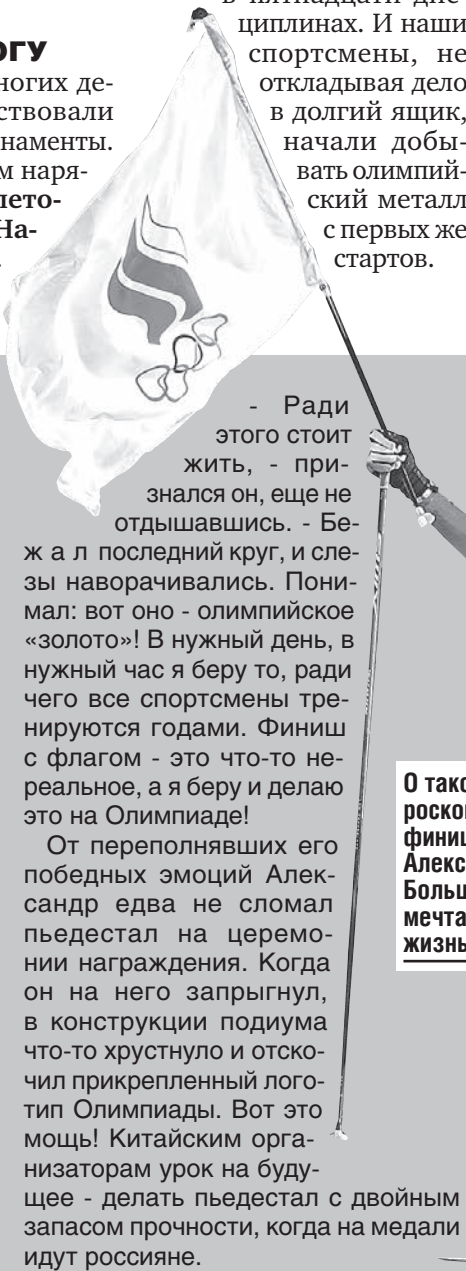 ОГУ
ногих де-
ствовали
наменты.
м наря-
лето-
На-
циплинах. И наши
спортсмены, не
откладывая дело
в долгий ящик,
начали добы-
вать олимпий-
ский металл
с первых же
стартов.
- Ради
этого стоит
жить, - при-
знался он, еще не
отдышавшись. - Бе-
ж а л последний круг, и сле-
зы наворачивались. Пони-
мал: вот оно - олимпийское
«золото»! В нужный день, в
нужный час я беру то, ради
чего все спортсмены тре-
нируются годами. Финиш
с флагом - это что-то не-
реальное, а я беру и делаю
это на Олимпиаде!
От переполнявших его
победных эмоций Алек-
сандр едва не сломал
пьедестал на церемо-
нии награждения. Когда
он на него запрыгнул,
в конструкции подиума
что-то хрустнуло и отско-
чил прикрепленный лого-
тип Олимпиады. Вот это
мощь! Китайским орга-
низаторам урок на буду-
щее - делать пьедестал с двойным
запасом прочности, когда на медали
идут россияне.
О тако
роско
финиш
Алекс
Больш
мечта
жизнь